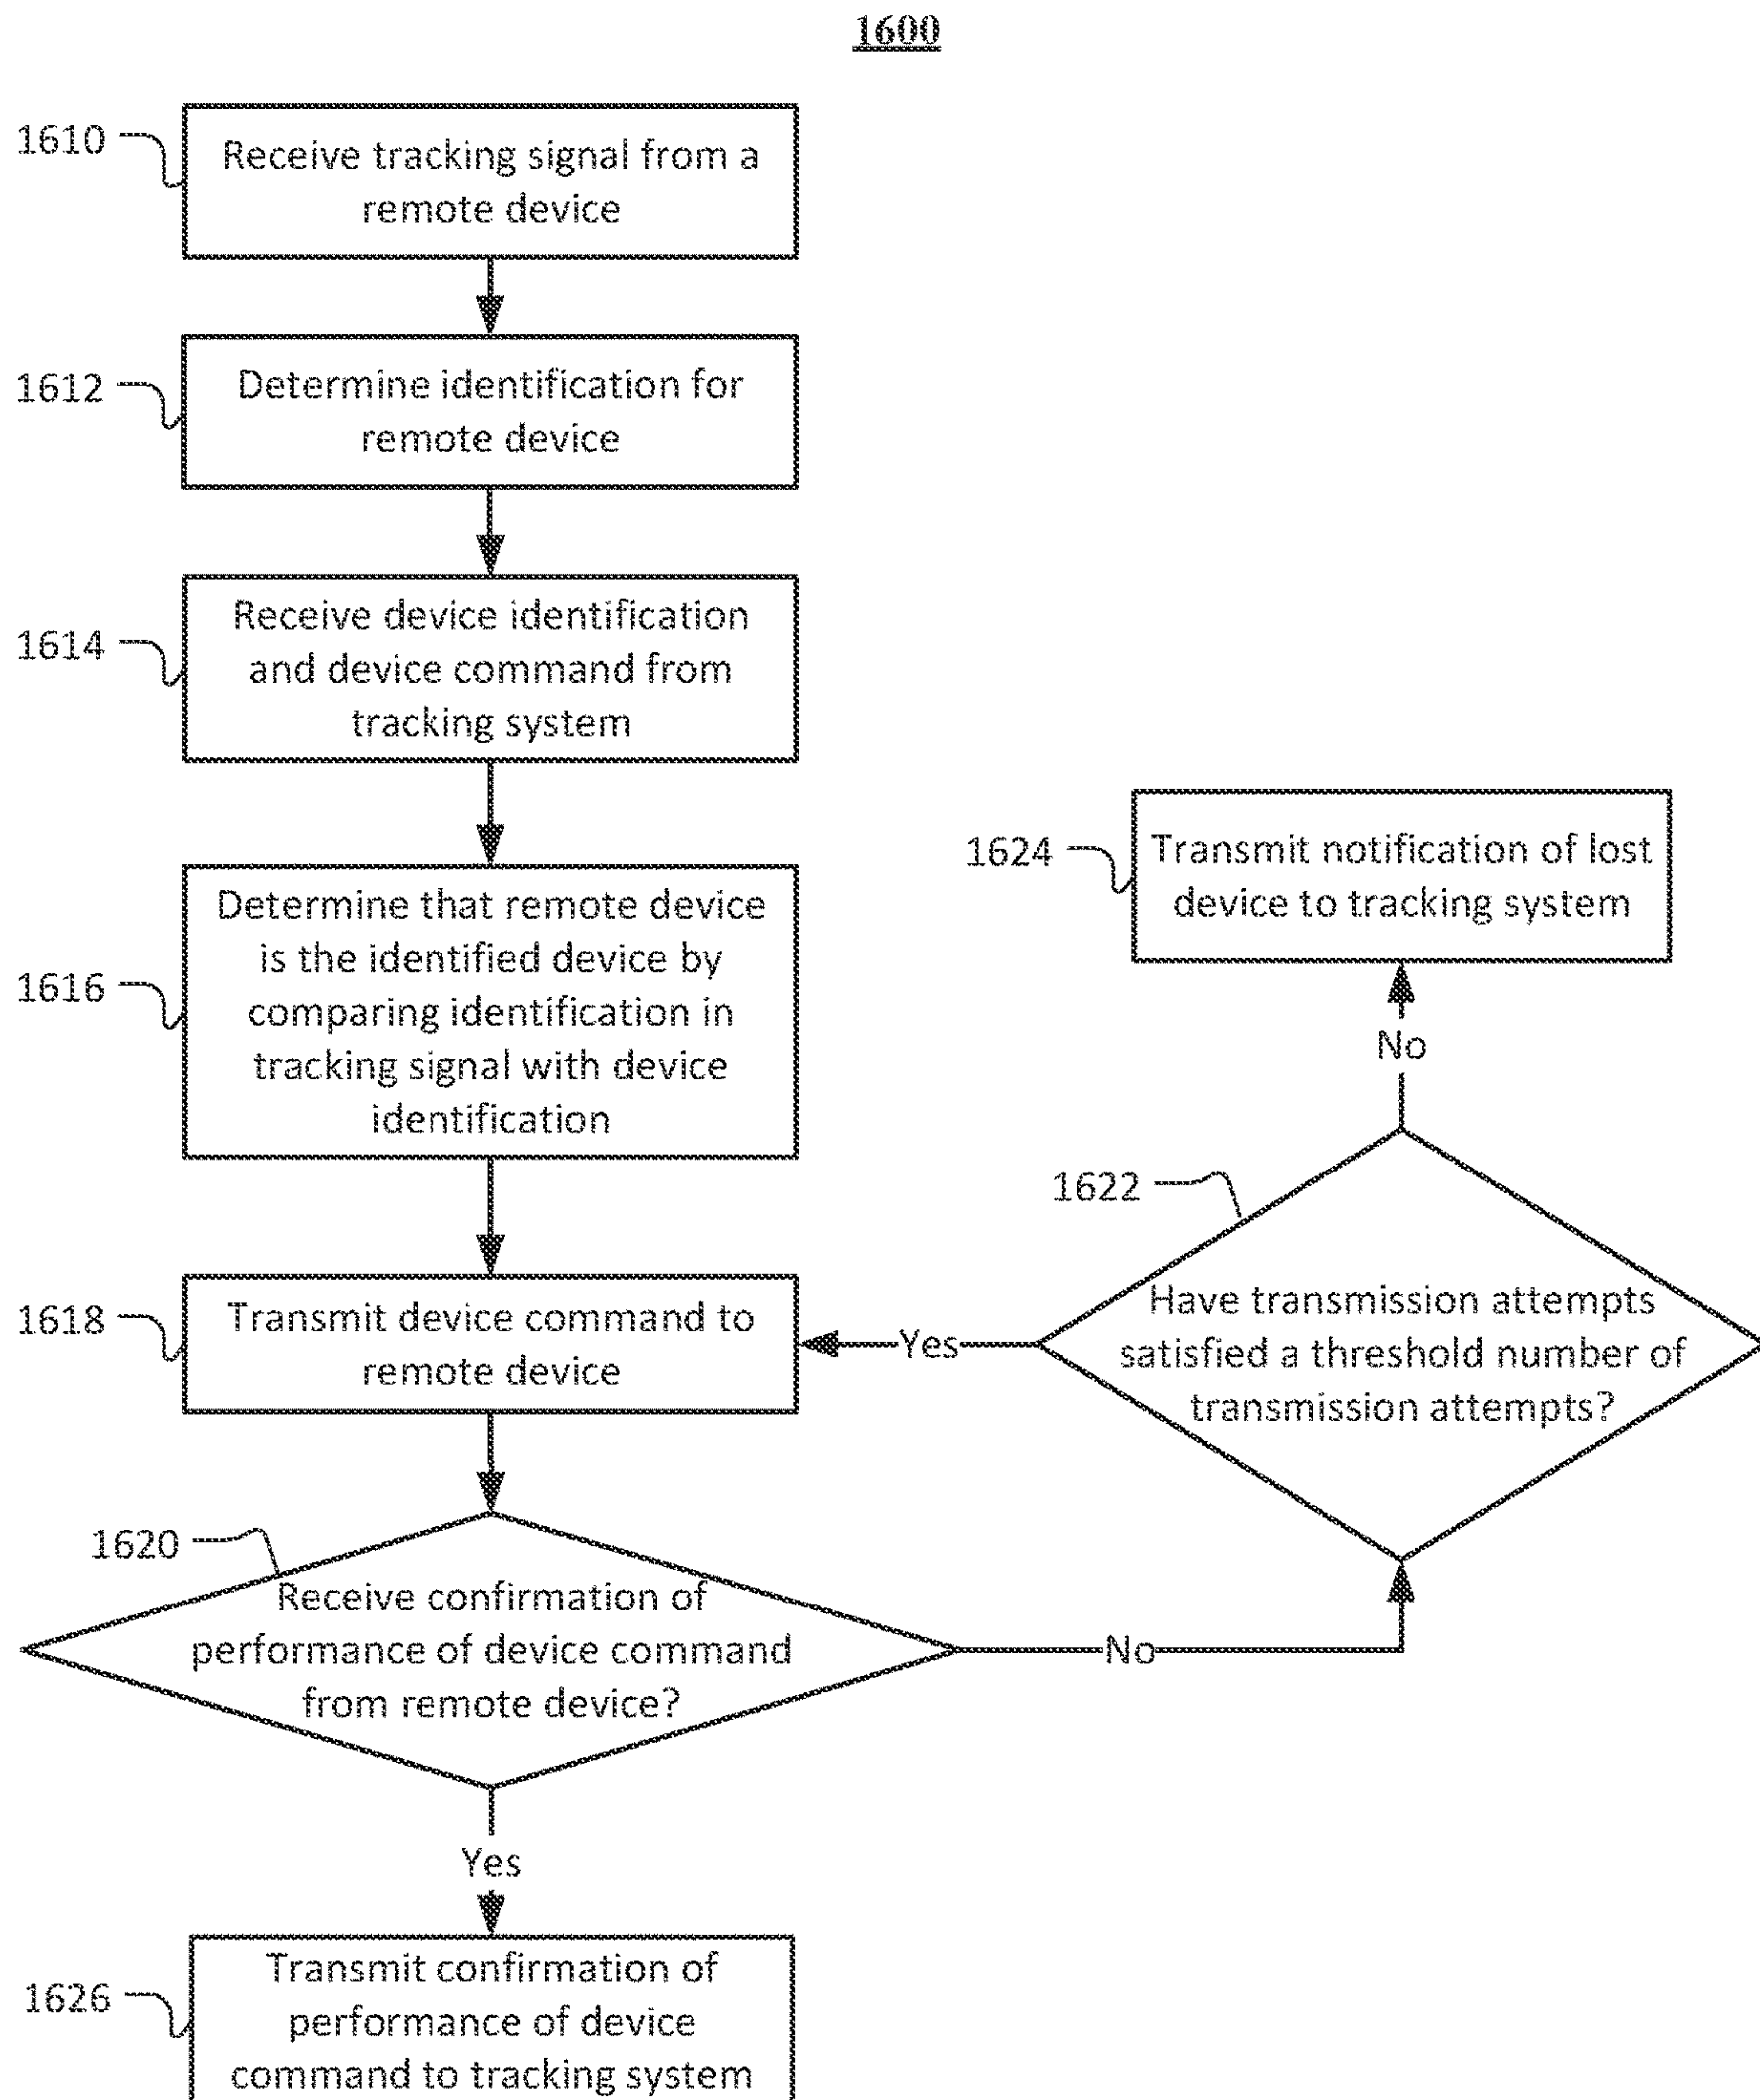 1600
1610
Receive tracking signal from a
remote device
1612
Determine identification for
remote device
1614
Receive device identification
and device command from
tracking system
1616
Determine that remote device
is the identified device by
comparing identification in
tracking signal with device
identification
1624
Transmit notification of lost
device to tracking system
No
1622
Have transmission attempts
satisfied a threshold number of
transmission attempts?
Yes
1618
Transmit device command to
remote device
1620
Receive confirmation of
performance of device command
from remote device?
No
Yes
1626
Transmit confirmation of
performance of device
command to tracking system